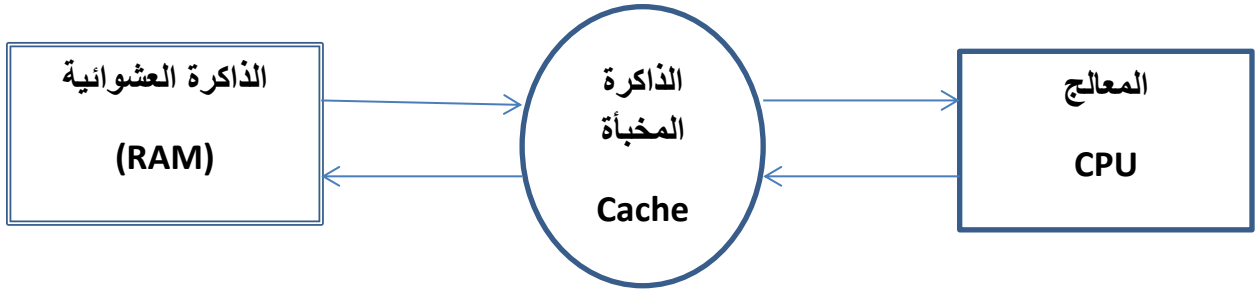 الذاكرة العشوائية
(RAM)
الذاكرة
المخبأة
Cache
المعالج
CPU